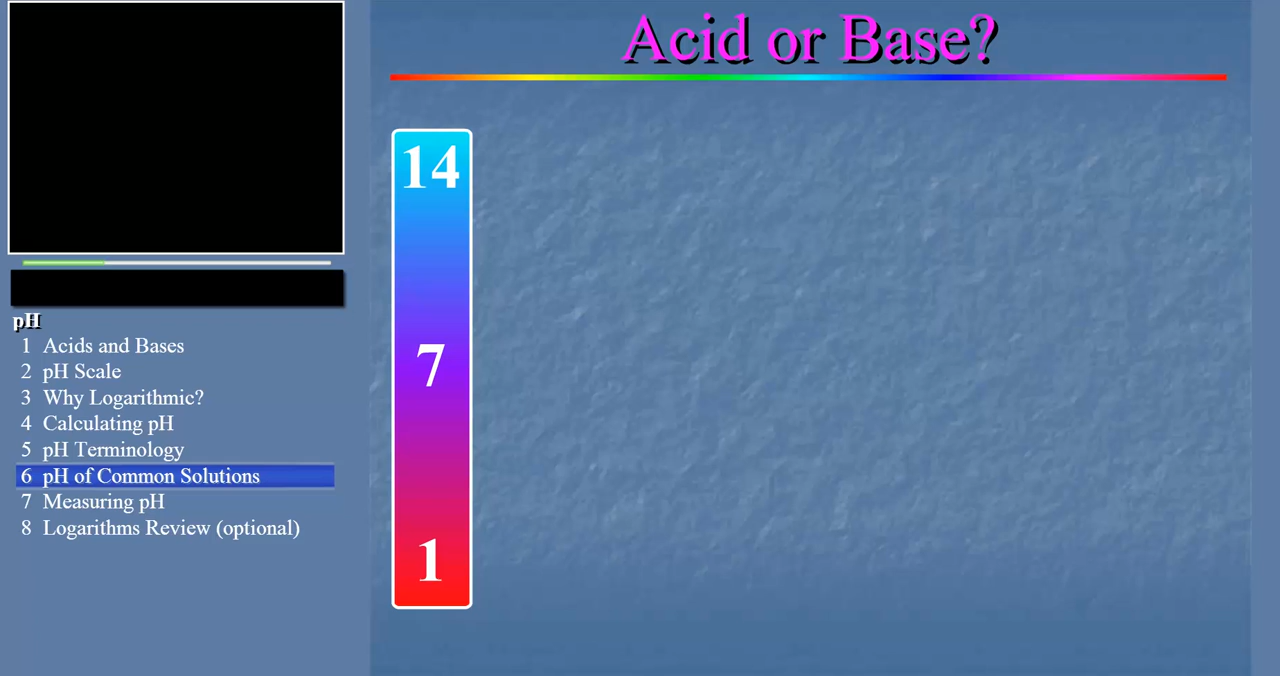 Acid or Base?
14
7
1
pH
1 Acids and Bases
2 pH Scale
3 Why Logarithmic?
4 Calculating pH
5 pH Terminology
6 pH of Common Solutions
7 Measuring pH
8 Logarithms Review (optional)